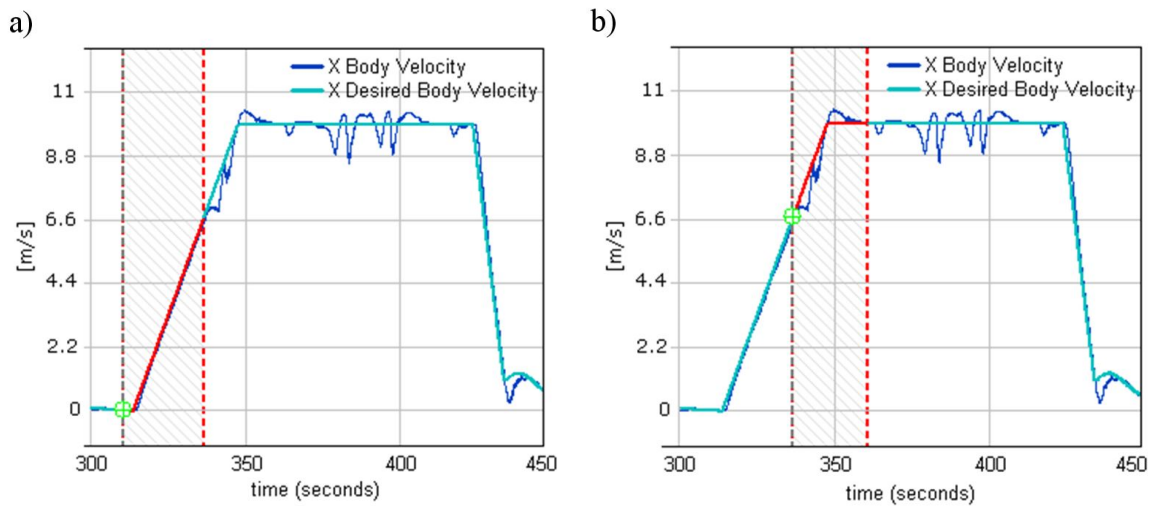 a)
X Body Velocity
X Desired Body Velocity
11
8.8
6.6
4.4
2.2
0
[m/s]
300 350 400 450
time (seconds)
b)
X Body Velocity
X Desired Body Velocity
11
8.8
6.6
4.4
2.2
0
[m/s]
300 350 400 450
time (seconds)